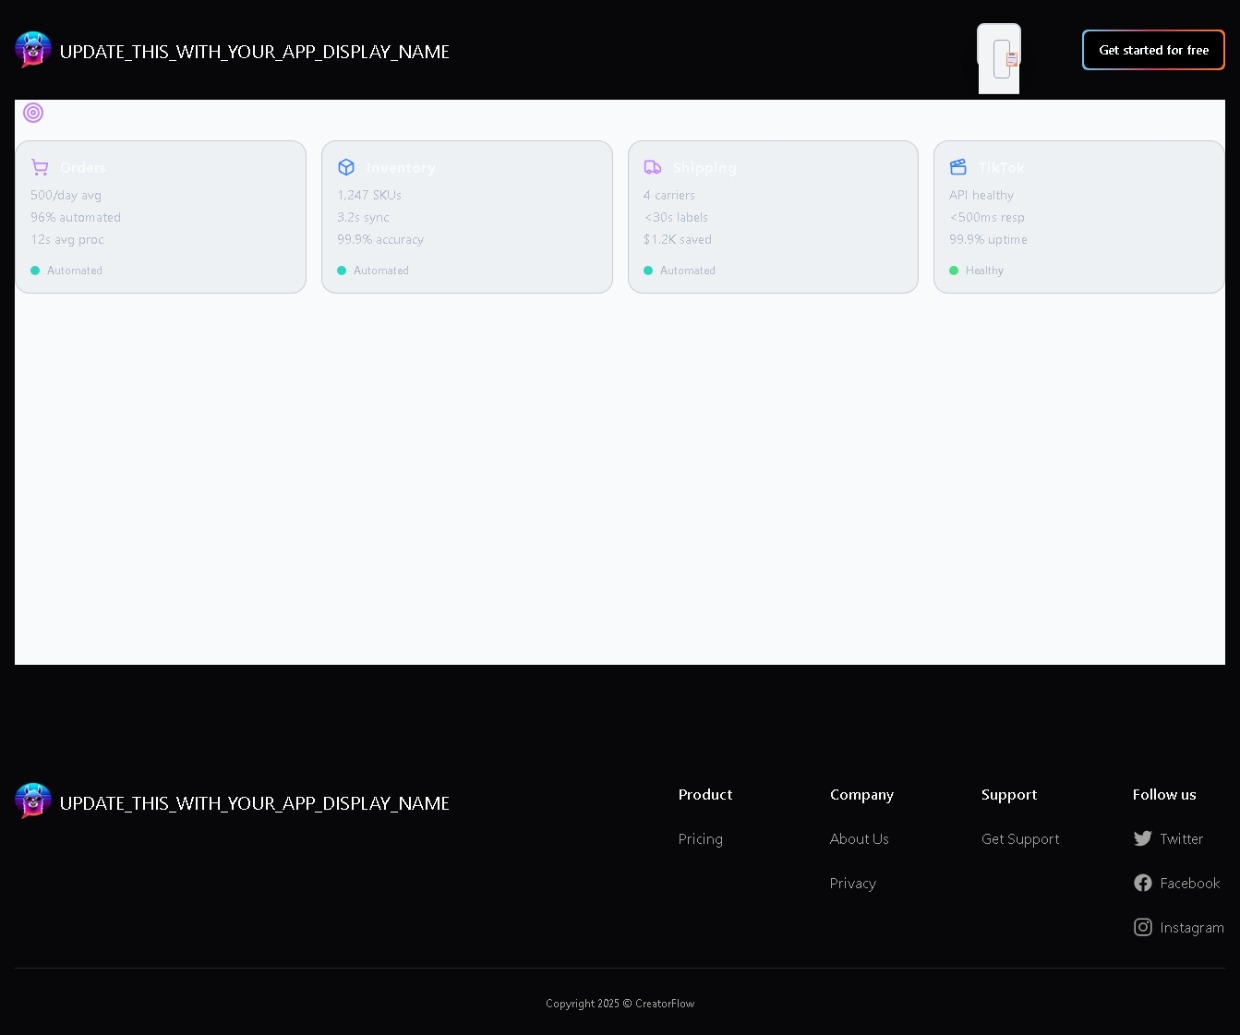 UPDATE_THIS_WITH_YOUR_APP_DISPLAY_NAME
Get started for free
Orders
500/day avg
96% automated
12s avg proc
Automated
Inventory
1,247 SKUs
3.2s sync
99.9% accuracy
Automated
Shipping
4 carriers
<30s labels
$1.2K saved
Automated
TikTok
API healthy
<500ms resp
99.9% uptime
Healthy
UPDATE_THIS_WITH_YOUR_APP_DISPLAY_NAME
Product
Pricing
Company
About Us
Privacy
Support
Get Support
Follow us
Twitter
Facebook
Instagram
Copyright 2025 © CreatorFlow